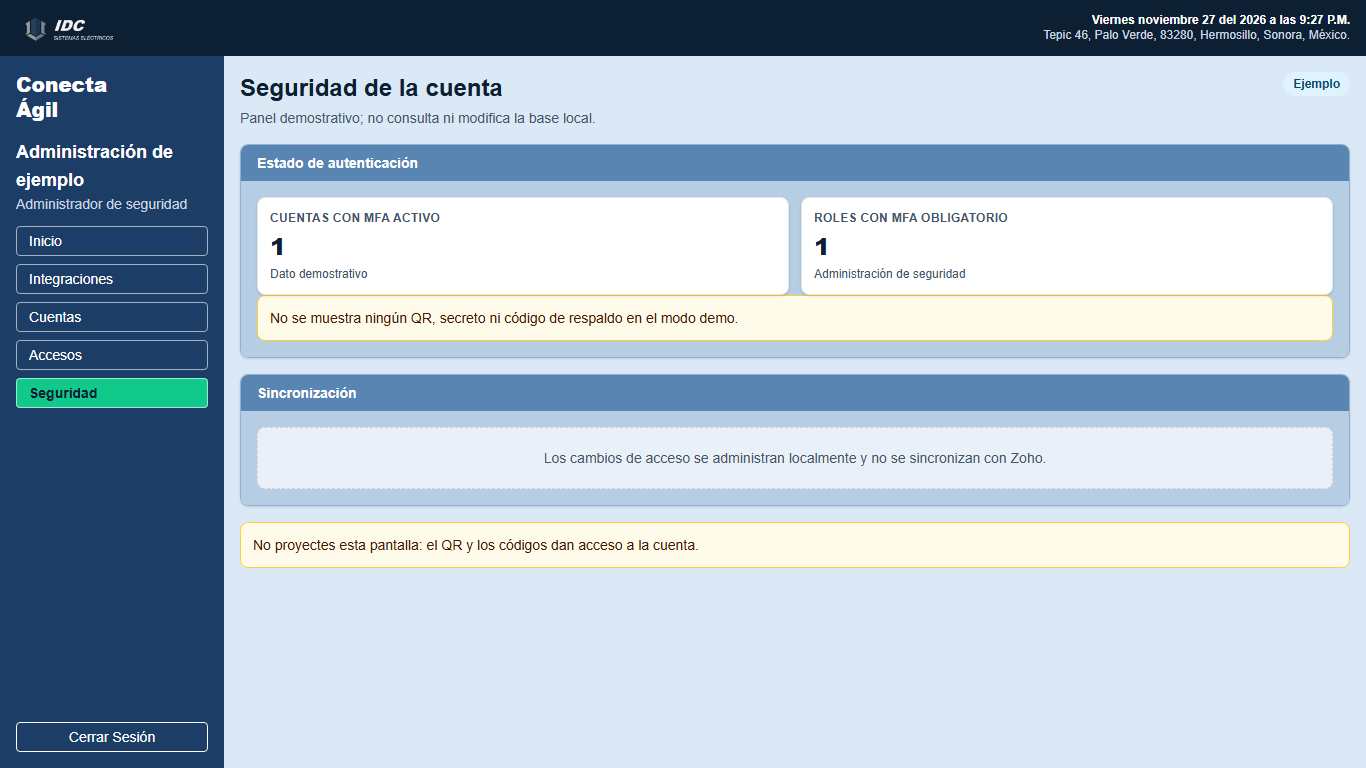 IDC
SISTEMAS ELÉCTRICOS
Viernes noviembre 27 del 2026 a las 9:27 P.M.
Tepic 46, Palo Verde, 83280, Hermosillo, Sonora, México.
Conecta
Ágil
Administración de
ejemplo
Administrador de seguridad
Inicio
Integraciones
Cuentas
Accesos
Seguridad
Cerrar Sesión
Seguridad de la cuenta
Ejemplo
Panel demostrativo; no consulta ni modifica la base local.
Estado de autenticación
CUENTAS CON MFA ACTIVO
1
Dato demostrativo
ROLES CON MFA OBLIGATORIO
1
Administración de seguridad
No se muestra ningún QR, secreto ni código de respaldo en el modo demo.
Sincronización
Los cambios de acceso se administran localmente y no se sincronizan con Zoho.
No proyectes esta pantalla: el QR y los códigos dan acceso a la cuenta.